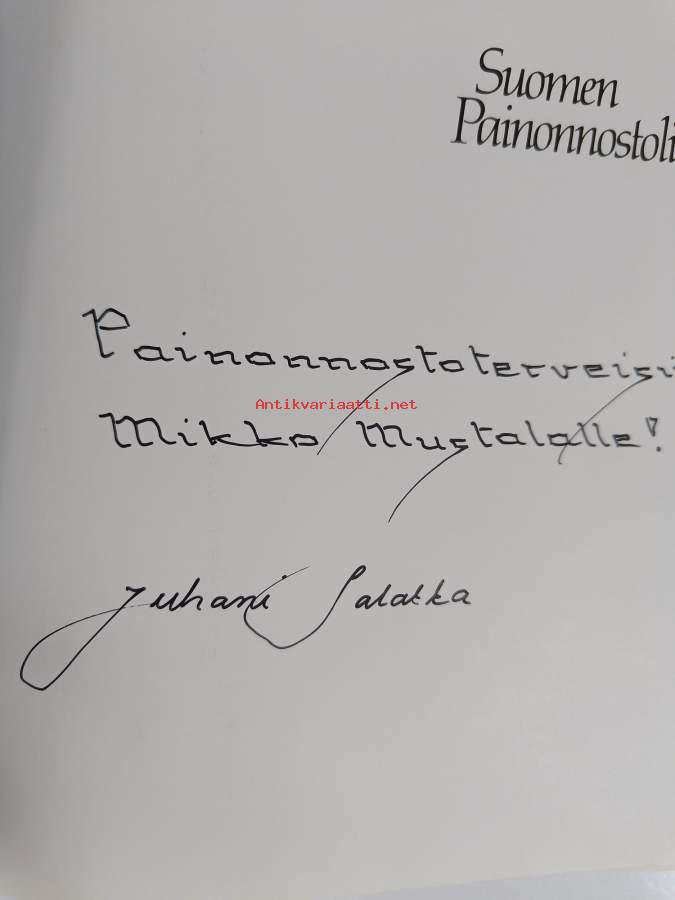 Suomen
Painonnostoli
Painonnostoterveisi
Antikvariaatti.net
Mikko Mustalalle!
Juhani Salakka